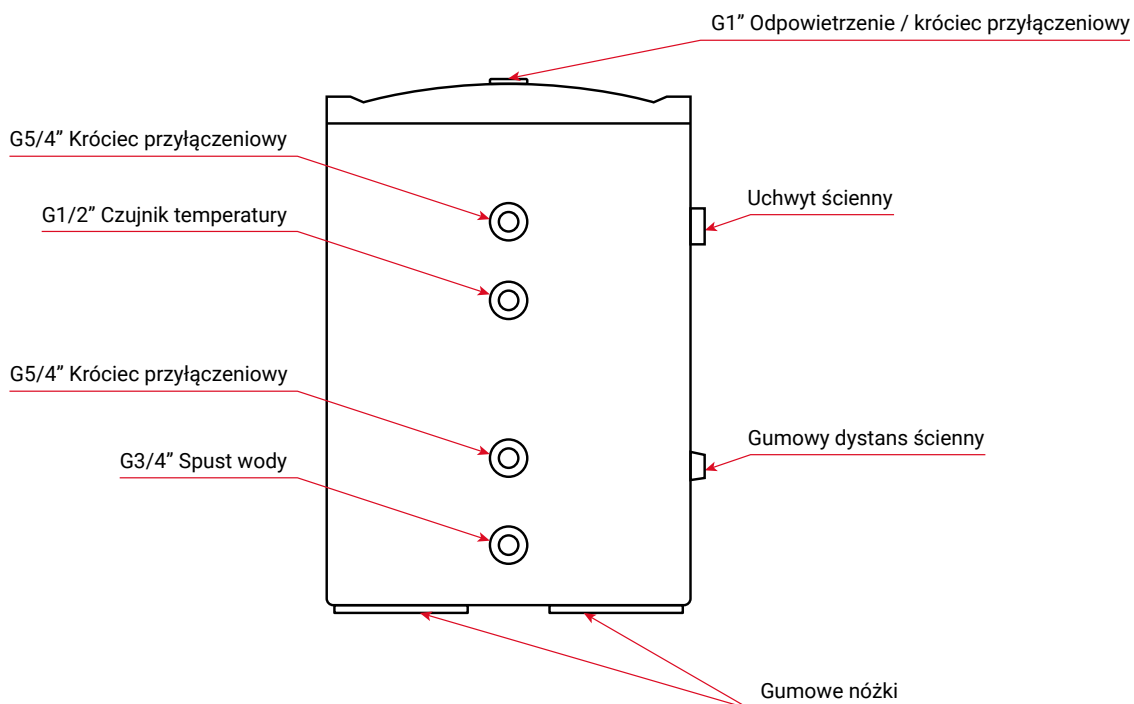 G1” Odpowietrzenie / króciec przyłączeniowy
G5/4” Króciec przyłączeniowy
G1/2” Czujnik temperatury
Uchwyt ścienny
G5/4” Króciec przyłączeniowy
G3/4” Spust wody
Gumowy dystans ścienny
Gumowe nóżki